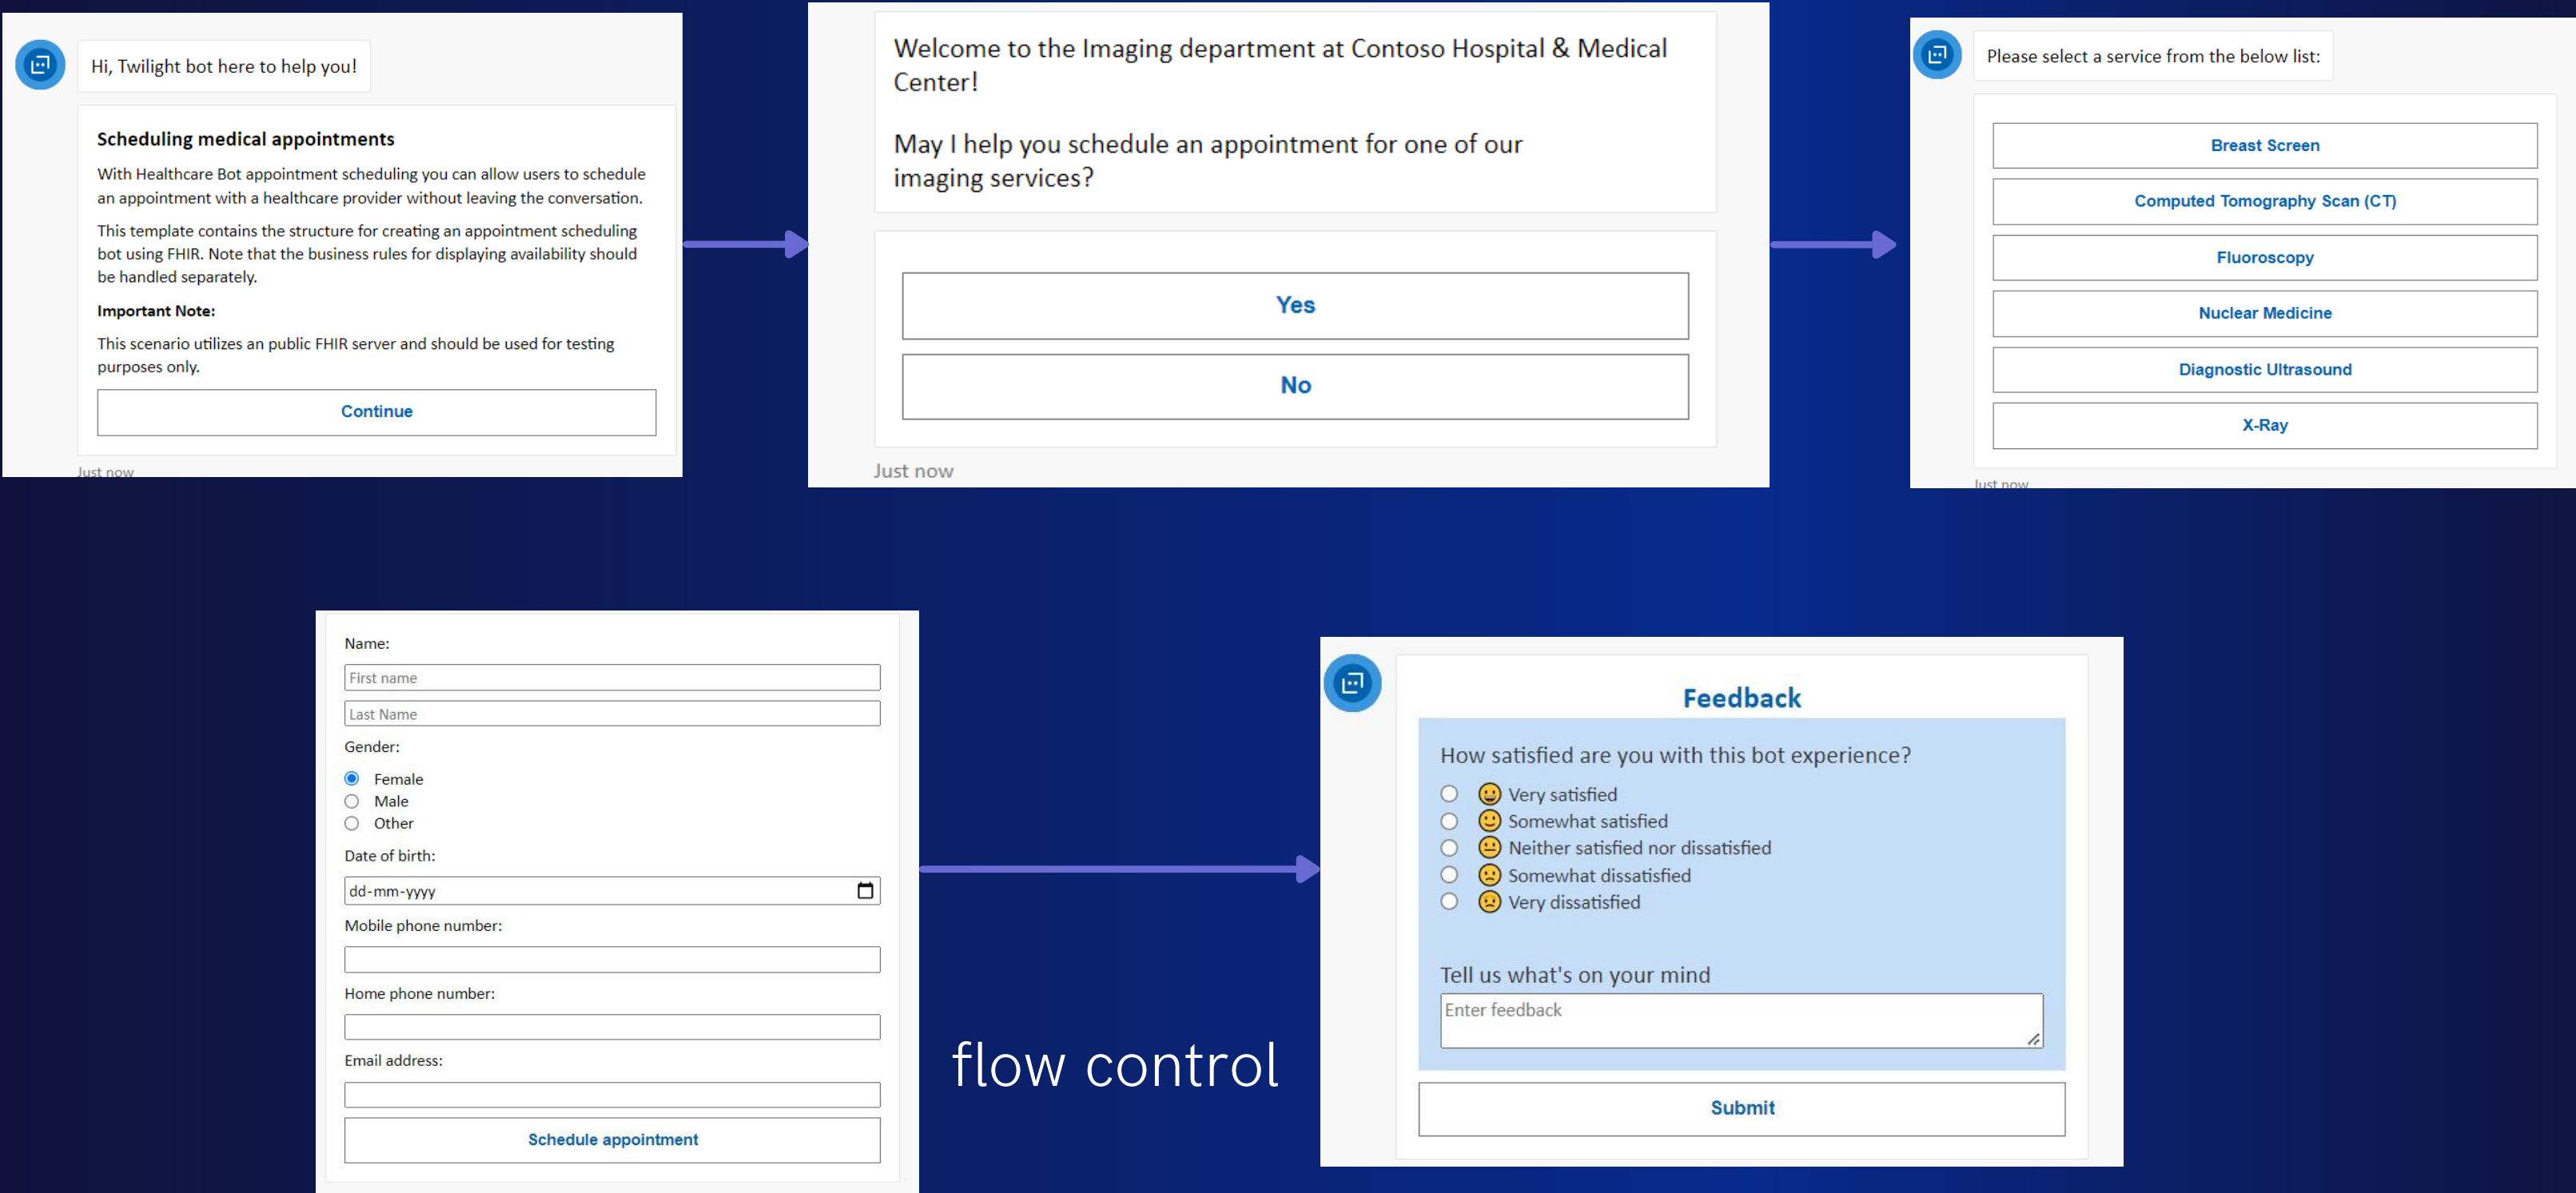 Hi, Twilight bot here to help you!
Scheduling medical appointments
With Healthcare Bot appointment scheduling you can allow users to schedule
an appointment with a healthcare provider without leaving the conversation.
This template contains the structure for creating an appointment scheduling
bot using FHIR. Note that the business rules for displaying availability should
be handled separately.
Important Note:
This scenario utilizes an public FHIR server and should be used for testing
purposes only.
Continue
Just now
Welcome to the Imaging department at Contoso Hospital & Medical
Center!
May I help you schedule an appointment for one of our
imaging services?
Yes
No
Just now
Please select a service from the below list:
Breast Screen
Computed Tomography Scan (CT)
Fluoroscopy
Nuclear Medicine
Diagnostic Ultrasound
X-Ray
Just now
Name:
First name
Last Name
Gender:
Female
Male
Other
Date of birth:
dd-mm-yyyy
Mobile phone number:
Home phone number:
Email address:
Schedule appointment
flow control
Feedback
How satisfied are you with this bot experience?
Very satisfied
Somewhat satisfied
Neither satisfied nor dissatisfied
Somewhat dissatisfied
Very dissatisfied
Tell us what's on your mind
Enter feedback
Submit